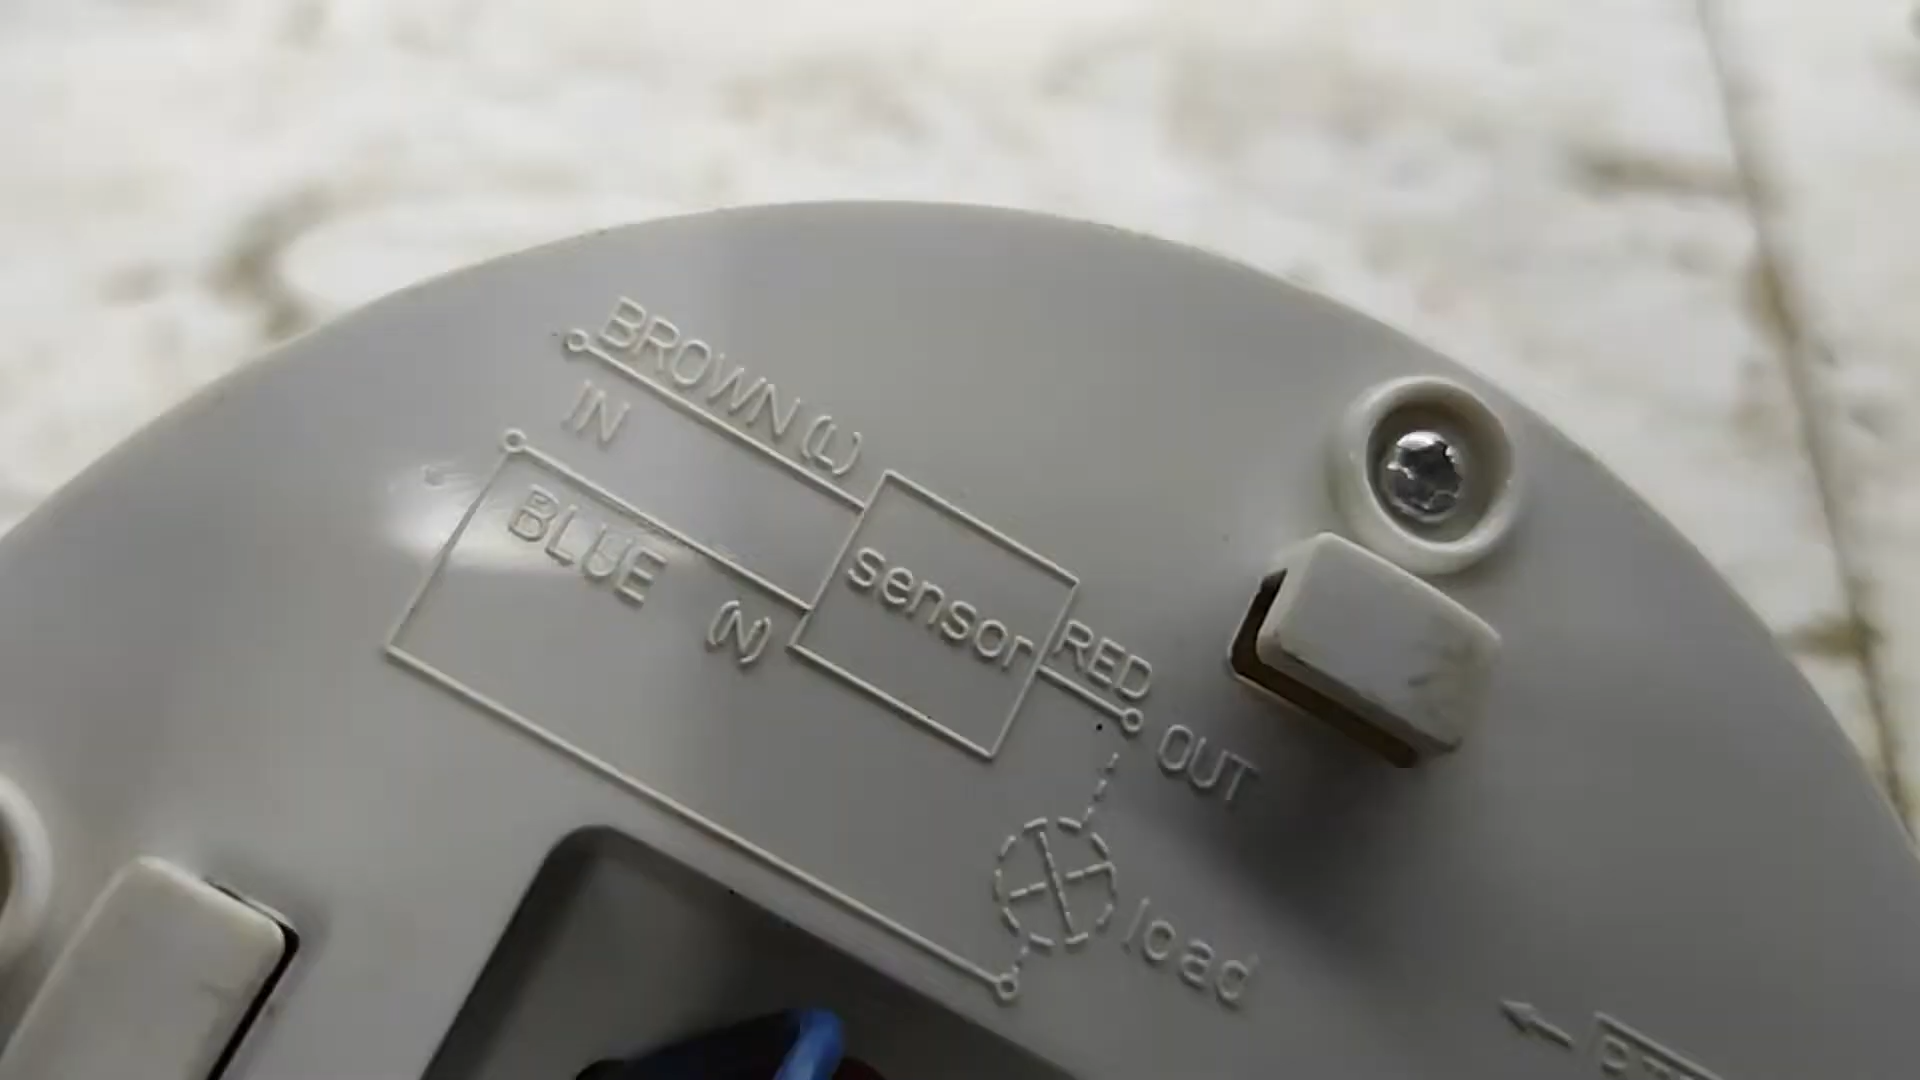 BROWN (L)
IN
BLUE (N)
sensor
RED
OUT
load